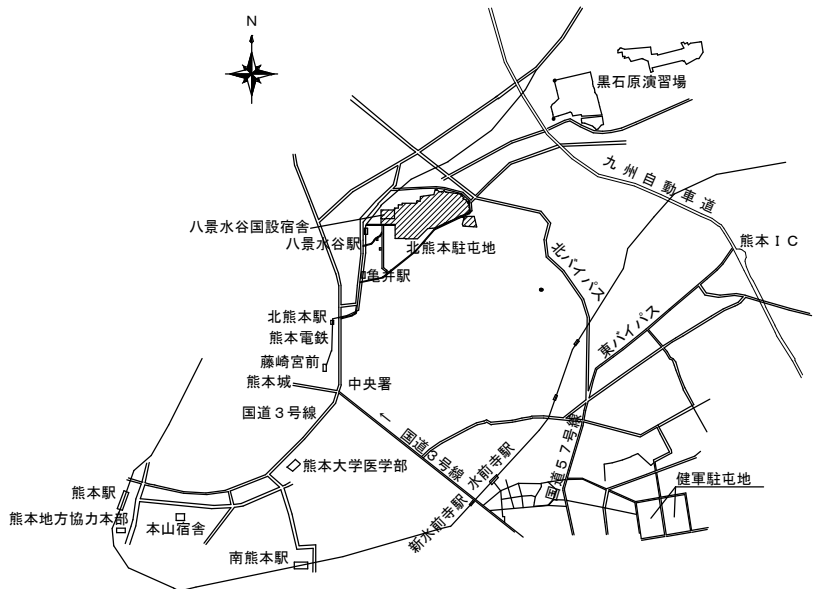 N
黒石原演習場
九州自動車道
八景水谷国設宿舎
八景水谷駅
北熊本駐屯地
熊本ＩＣ
亀井駅
北バイパス
東バイパス
北熊本駅
熊本電鉄
藤崎宮前
熊本城
中央署
国道３号線
←
国道３号線
水前寺駅
国道５７号線
熊本大学医学部
健軍駐屯地
熊本駅
熊本地方協力本部
本山宿舎
新水前寺駅
南熊本駅